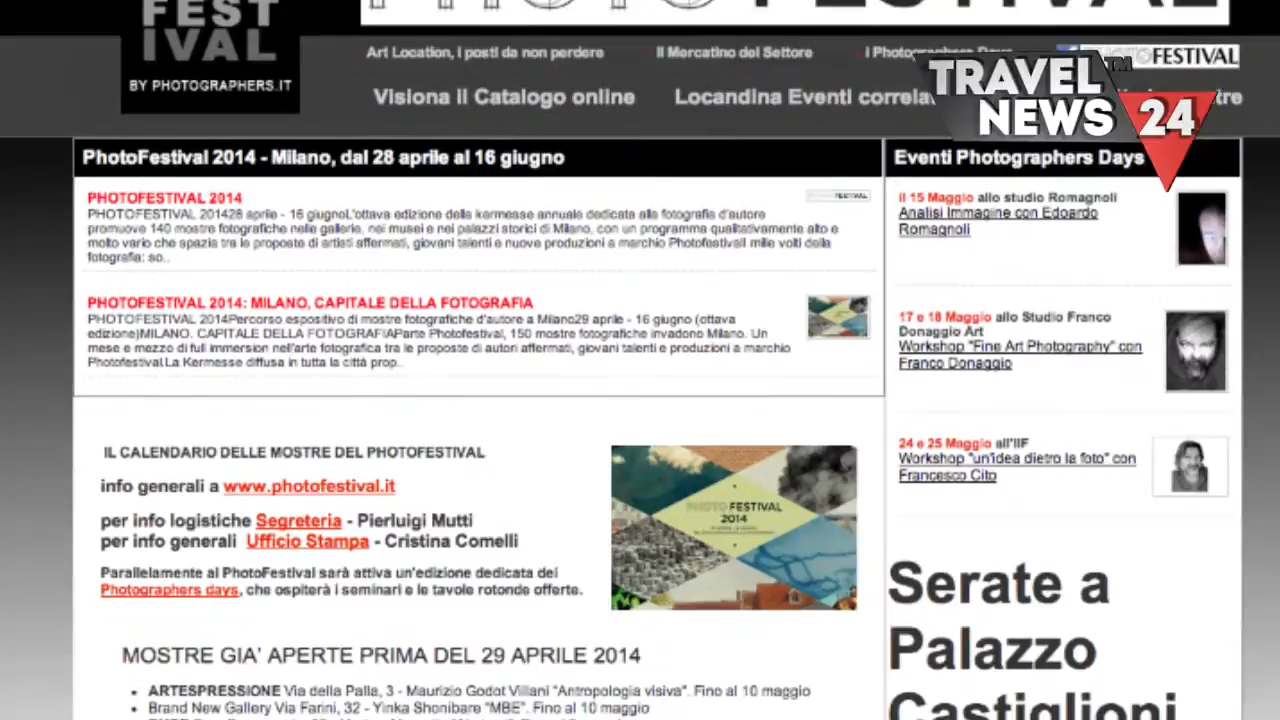 FEST
IVAL
BY PHOTOGRAPHERS.IT
PHOTOFESTIVAL
Art Location, i posti da non perdere
Il Mercatino del Settore
i Photographers Days
FESTIVAL
Visiona il Catalogo online
Locandina Eventi
TRAVEL
NEWS 24
TM
PhotoFestival 2014 - Milano, dal 28 aprile al 16 giugno
PHOTOFESTIVAL 2014
PHOTOFESTIVAL 201428 aprile - 16 giugnoL'ottava edizione della kermesse annuale dedicata alla fotografia d'autore
promuove 140 mostre fotografiche nelle gallerie, nei musei e nei palazzi storici di Milano, con un programma qualitativamente alto e
molto vario che spazia tra le proposte di artisti affermati, giovani talenti e nuove produzioni a marchio PhotofestivalI mille volti della
fotografia: so..
PHOTOFESTIVAL 2014: MILANO, CAPITALE DELLA FOTOGRAFIA
PHOTOFESTIVAL 2014Percorso espositivo di mostre fotografiche d'autore a Milano29 aprile - 16 giugno (ottava
edizione)MILANO. CAPITALE DELLA FOTOGRAFIAParte Photofestival, 150 mostre fotografiche invadono Milano. Un
mese e mezzo di full immersion nell'arte fotografica tra le proposte di autori affermati, giovani talenti e produzioni a marchio
Photofestival.La Kermesse diffusa in tutta la città prop..
IL CALENDARIO DELLE MOSTRE DEL PHOTOFESTIVAL
info generali a www.photofestival.it
per info logistiche Segreteria - Pierluigi Mutti
per info generali Ufficio Stampa - Cristina Comelli
Parallelamente al PhotoFestival sarà attiva un'edizione dedicata dei
Photographers days, che ospiterà i seminari e le tavole rotonde offerte.
PHOTO FESTIVAL
2014
MOSTRE GIA' APERTE PRIMA DEL 29 APRILE 2014
• ARTESPRESSIONE Via della Palla, 3 - Maurizio Godot Villani "Antropologia visiva". Fino al 10 maggio
• Brand New Gallery Via Farini, 32 - Yinka Shonibare "MBE". Fino al 10 maggio
Eventi Photographers Days
il 15 Maggio allo studio Romagnoli
Analisi Immagine con Edoardo
Romagnoli
17 e 18 Maggio allo Studio Franco
Donaggio Art
Workshop "Fine Art Photography" con
Franco Donaggio
24 e 25 Maggio all'IIF
Workshop "un'idea dietro la foto" con
Francesco Cito
Serate a
Palazzo
Castiglioni